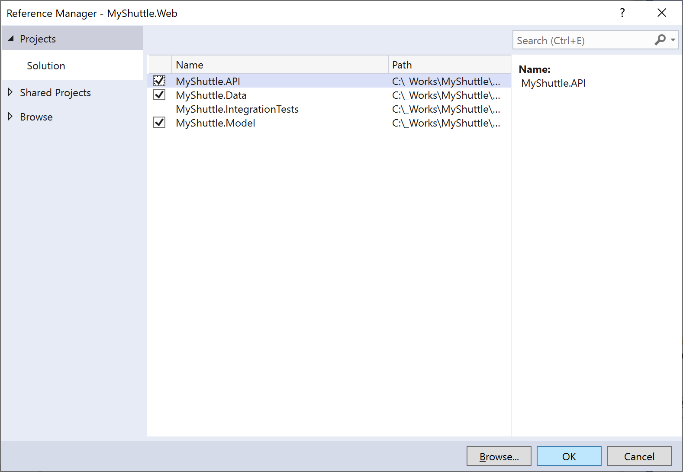 Reference Manager - MyShuttle.Web
? 
Projects
Search (Ctrl+E)
Solution
Shared Projects
Browse
Name Path
MyShuttle.API C:\_Works\MyShuttle\...
MyShuttle.Data C:\_Works\MyShuttle\...
MyShuttle.IntegrationTests C:\_Works\MyShuttle\...
MyShuttle.Model C:\_Works\MyShuttle\...
Name:
MyShuttle.API
Browse... OK Cancel